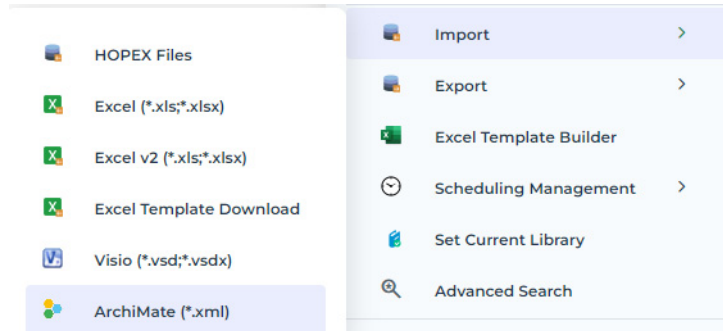 HOPEX Files
Excel (*.xls;*.xlsx)
Excel v2 (*.xls;*.xlsx)
Excel Template Download
Visio (*.vsd;*.vsdx)
ArchiMate (*.xml)
Import
Export
Excel Template Builder
Scheduling Management
Set Current Library
Advanced Search